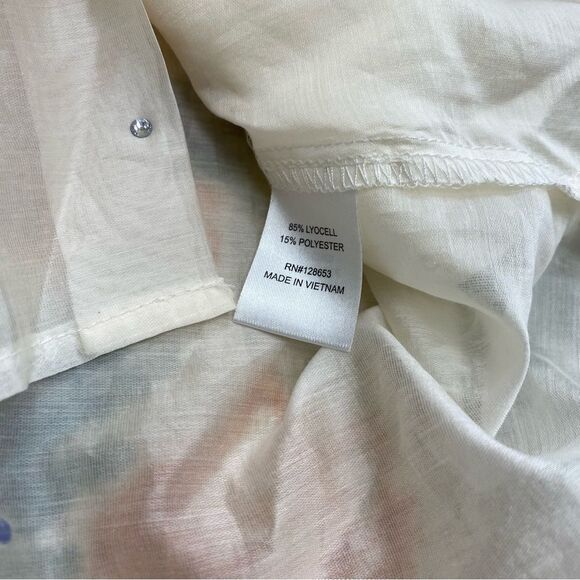 85% LYOCELL
15% POLYESTER
RN#128653
MADE IN VIETNAM